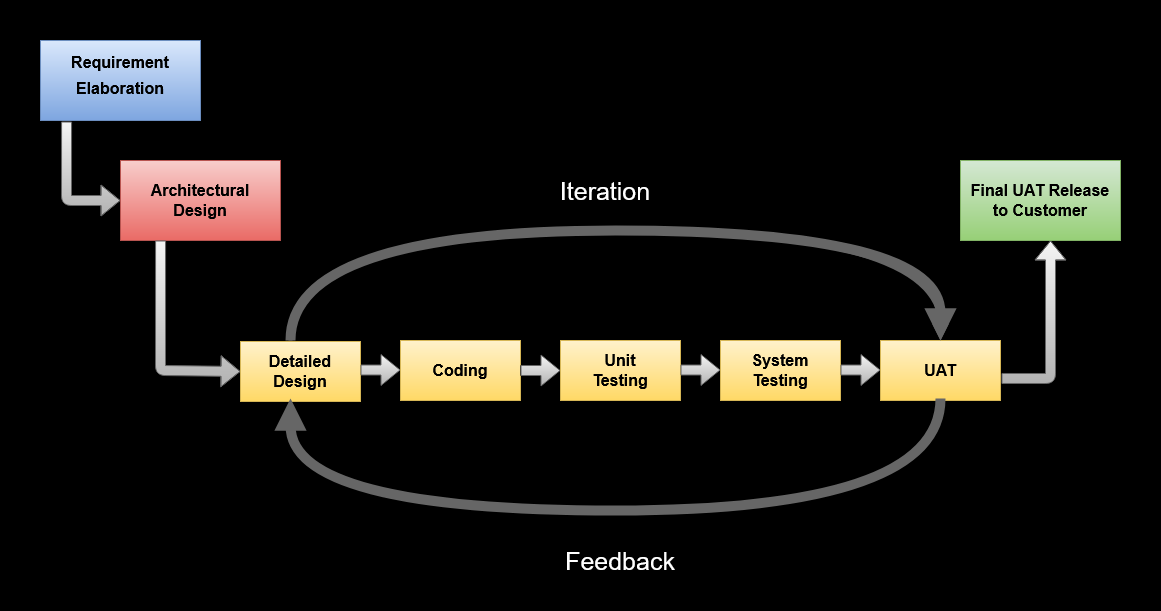 Requirement
Elaboration
Architectural
Design
Iteration
Final UAT Release
to Customer
Detailed
Design
Coding
Unit
Testing
System
Testing
UAT
Feedback